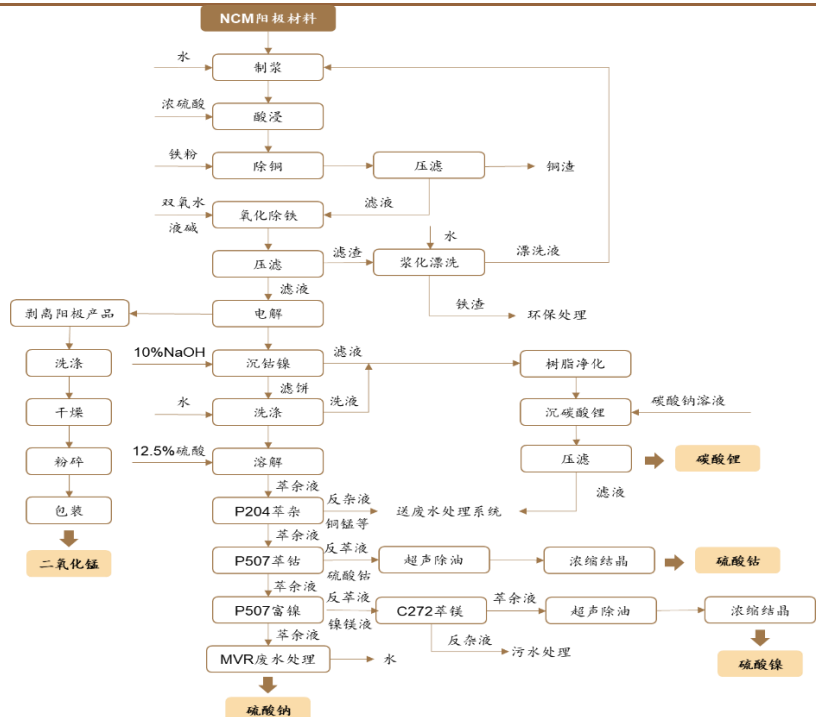 NCM阳极材料
水
制浆
浓硫酸
酸浸
铁粉
除铜
压滤
铜渣
双氧水
液碱
氧化除铁
滤液
水
压滤
滤渣
浆化漂洗
漂洗液
滤液
铁渣
环保处理
剥离阳极产品
电解
10%NaOH
沉钴镍
滤液
树脂净化
洗涤
滤饼
水
洗涤
洗液
沉碳酸锂
碳酸钠溶液
干燥
12.5%硫酸
溶解
压滤
碳酸锂
粉碎
萃余液
滤液
包装
P204萃杂
反杂液
铜锰等
送废水处理系统
二氧化锰
萃余液
P507萃钴
反萃液
硫酸钴
超声除油
浓缩结晶
硫酸钴
萃余液
P507富镍
反萃液
镍镁液
C272萃镁
萃余液
超声除油
浓缩结晶
萃余液
反杂液
污水处理
硫酸镍
MVR废水处理
水
硫酸钠